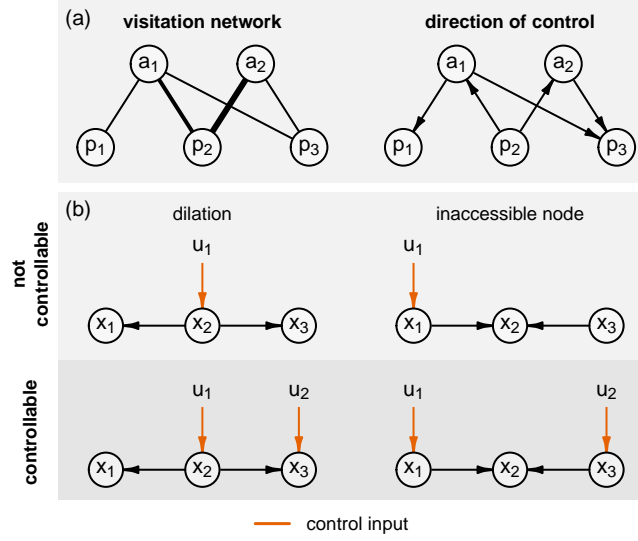 (a)
visitation network
direction of control
a1 a2 a1 a2
p1 p2 p3 p1 p2 p3
(b)
dilation
inaccessible node
not
controllable
u1 u1
x1 x2 x3 x1 x2 x3
controllable
u1 u2 u1 u2
x1 x2 x3 x1 x2 x3
control input